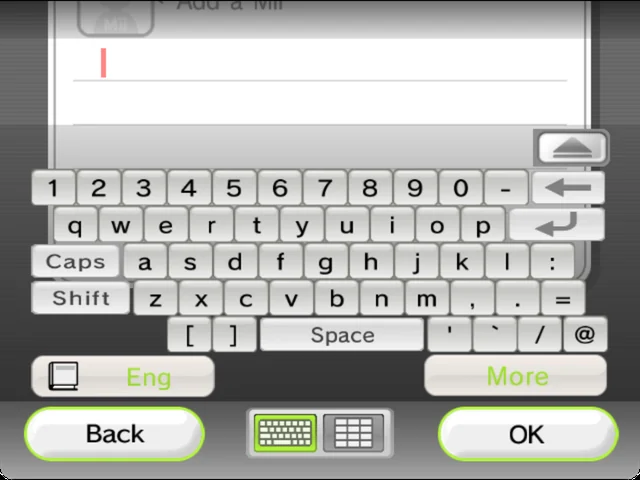 Mii
Add a Mii
1 2 3 4 5 6 7 8 9 0 -
q w e r t y u i o p
Caps a s d f g h j k l :
Shift z x c v b n m , . =
[ ] Space ' ` / @
Eng More
Back OK